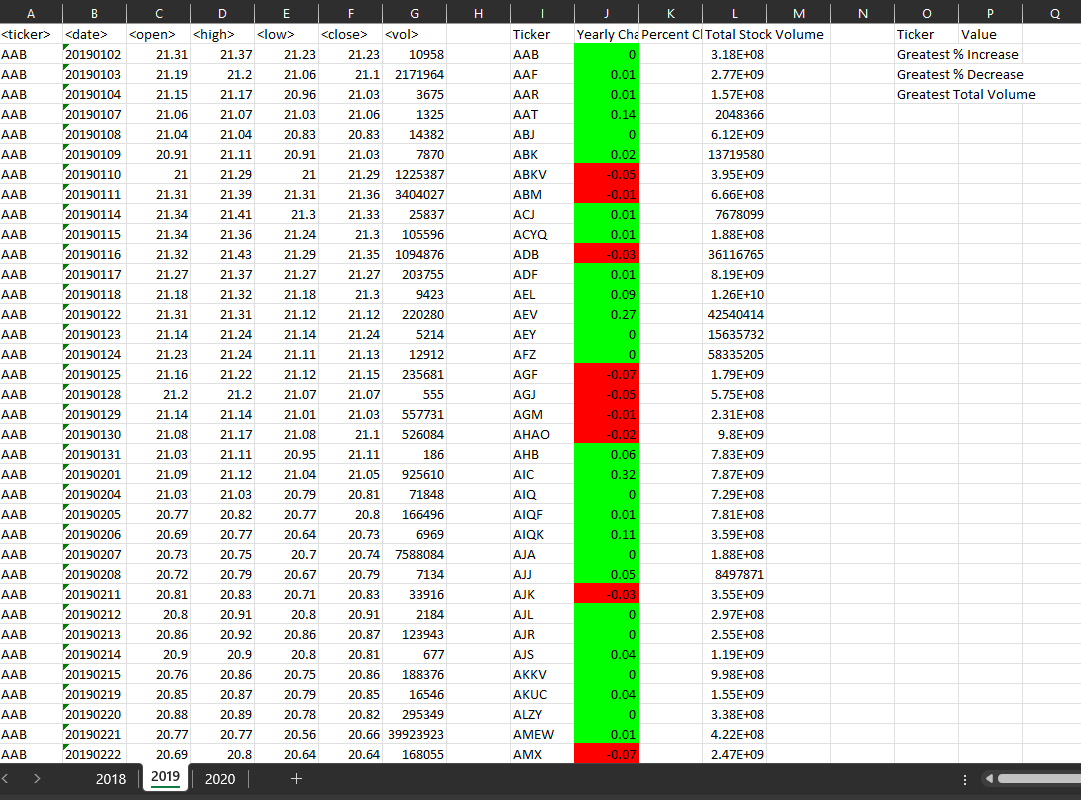 A B C D E F G H I J K L M N O P Q
<ticker> <date> <open> <high> <low> <close> <vol> Ticker Yearly Cha Percent Cl Total Stock Volume Ticker Value
AAB 20190102 21.31 21.37 21.23 21.23 10958 AAB 0 3.18E+08 Greatest % Increase
AAB 20190103 21.19 21.2 21.06 21.1 2171964 AAF 0.01 2.77E+09 Greatest % Decrease
AAB 20190104 21.15 21.17 20.96 21.03 3675 AAR 0.01 1.57E+08 Greatest Total Volume
AAB 20190107 21.06 21.07 21.03 21.06 1325 AAT 0.14 2048366
AAB 20190108 21.04 21.04 20.83 20.83 14382 ABJ 0 6.12E+09
AAB 20190109 20.91 21.11 20.91 21.03 7870 ABK 0.02 13719580
AAB 20190110 21 21.29 21 21.29 1225387 ABKV -0.05 3.95E+09
AAB 20190111 21.31 21.39 21.31 21.36 3404027 ABM -0.01 6.66E+08
AAB 20190114 21.34 21.41 21.3 21.33 25837 ACJ 0.01 7678099
AAB 20190115 21.34 21.36 21.24 21.3 105596 ACYQ 0.01 1.88E+08
AAB 20190116 21.32 21.43 21.29 21.35 1094876 ADB -0.03 36116765
AAB 20190117 21.27 21.37 21.27 21.27 203755 ADF 0.01 8.19E+09
AAB 20190118 21.18 21.32 21.18 21.3 9423 AEL 0.09 1.26E+10
AAB 20190122 21.31 21.31 21.12 21.12 220280 AEV 0.27 42540414
AAB 20190123 21.14 21.24 21.14 21.24 5214 AEY 0 15635732
AAB 20190124 21.23 21.24 21.11 21.13 12912 AFZ 0 58335205
AAB 20190125 21.16 21.22 21.12 21.15 235681 AGF -0.07 1.79E+09
AAB 20190128 21.2 21.2 21.07 21.07 555 AGJ -0.05 5.75E+08
AAB 20190129 21.14 21.14 21.01 21.03 557731 AGM -0.01 2.31E+08
AAB 20190130 21.08 21.17 21.08 21.1 526084 AHAO -0.02 9.8E+09
AAB 20190131 21.03 21.11 20.95 21.11 186 AHB 0.06 7.83E+09
AAB 20190201 21.09 21.12 21.04 21.05 925610 AIC 0.32 7.87E+09
AAB 20190204 21.03 21.03 20.79 20.81 71848 AIQ 0 7.29E+08
AAB 20190205 20.77 20.82 20.77 20.8 166496 AIQF 0.01 7.81E+08
AAB 20190206 20.69 20.77 20.64 20.73 6969 AIQK 0.11 3.59E+08
AAB 20190207 20.73 20.75 20.7 20.74 7588084 AJA 0 1.88E+08
AAB 20190208 20.72 20.79 20.67 20.79 7134 AJJ 0.05 8497871
AAB 20190211 20.81 20.83 20.71 20.83 33916 AJK -0.03 3.55E+09
AAB 20190212 20.8 20.91 20.8 20.91 2184 AJL 0 2.97E+08
AAB 20190213 20.86 20.92 20.86 20.87 123943 AJR 0 2.55E+08
AAB 20190214 20.9 20.9 20.8 20.81 677 AJS 0.04 1.19E+09
AAB 20190215 20.76 20.86 20.75 20.86 188376 AKKV 0 9.98E+08
AAB 20190219 20.85 20.87 20.79 20.85 16546 AKUC 0.04 1.55E+09
AAB 20190220 20.88 20.89 20.78 20.82 295349 ALZY 0 3.38E+08
AAB 20190221 20.77 20.77 20.56 20.66 39923923 AMEW 0.01 4.22E+08
AAB 20190222 20.69 20.8 20.64 20.64 168055 AMX -0.07 2.47E+09
2018 2019 2020